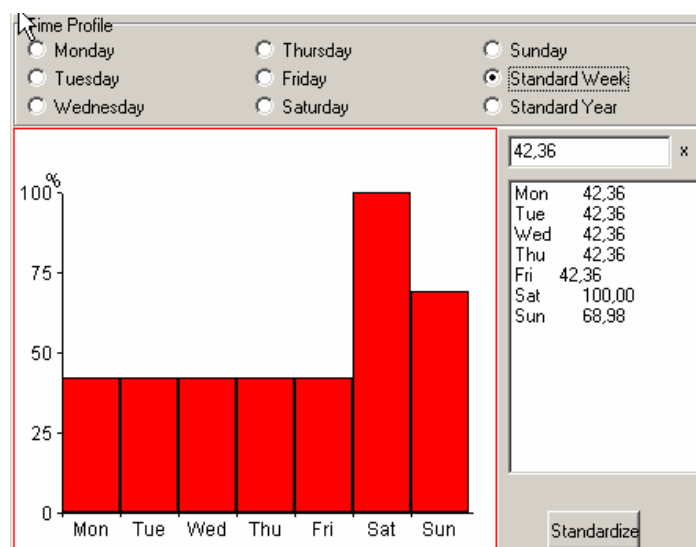 Time Profile
Monday Thursday Sunday
Tuesday Friday Standard Week
Wednesday Saturday Standard Year
42,36 x
%
100
75
50
25
0
Mon Tue Wed Thu Fri Sat Sun
Mon 42,36
Tue 42,36
Wed 42,36
Thu 42,36
Fri 42,36
Sat 100,00
Sun 68,98
Standardize